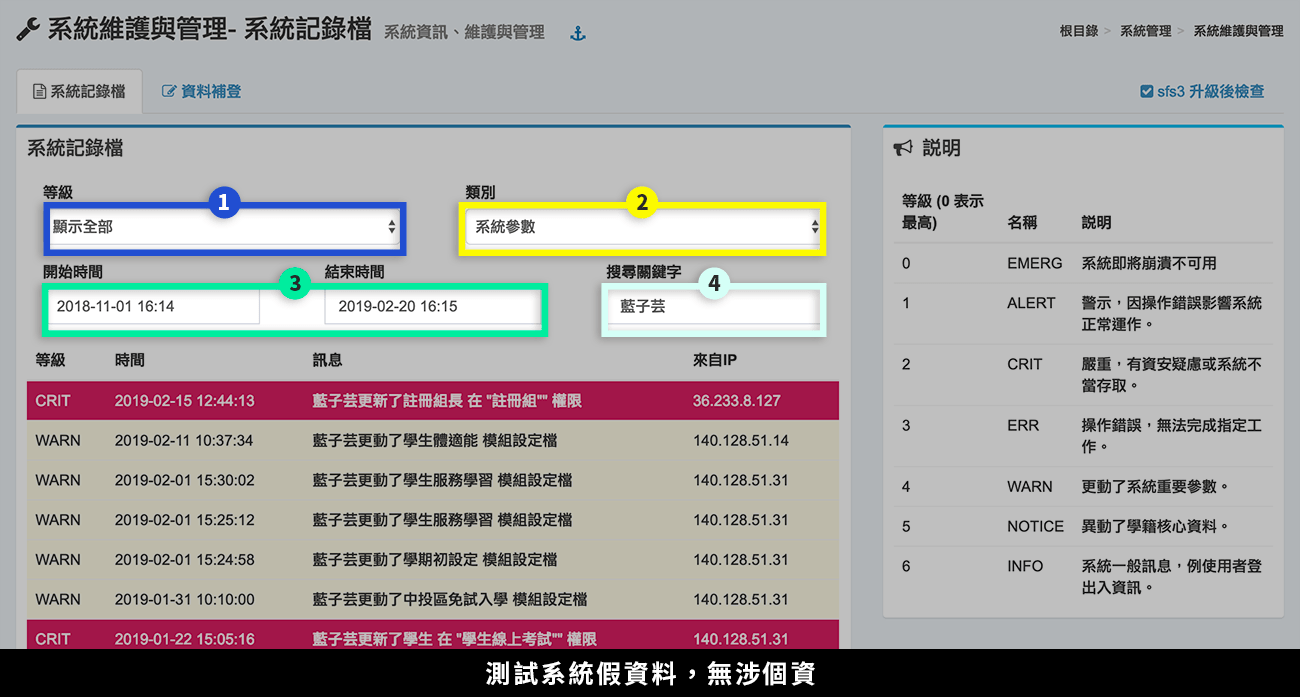 系統維護與管理- 系統記錄檔 系統資訊、維護與管理
根目錄 > 系統管理 > 系統維護與管理
系統記錄檔 資料補登
sfs3 升級後檢查
系統記錄檔
等級 1
顯示全部
類別 2
系統參數
開始時間 3 結束時間
2018-11-01 16:14 2019-02-20 16:15
搜尋關鍵字 4
藍子芸
等級 時間 訊息 來自IP
CRIT 2019-02-15 12:44:13 藍子芸更新了註冊組長 在 "註冊組"" 權限 36.233.8.127
WARN 2019-02-11 10:37:34 藍子芸更動了學生體適能 模組設定檔 140.128.51.14
WARN 2019-02-01 15:30:02 藍子芸更動了學生服務學習 模組設定檔 140.128.51.31
WARN 2019-02-01 15:25:12 藍子芸更動了學生服務學習 模組設定檔 140.128.51.31
WARN 2019-02-01 15:24:58 藍子芸更動了學期初設定 模組設定檔 140.128.51.31
WARN 2019-01-31 10:10:00 藍子芸更動了中投區免試入學 模組設定檔 140.128.51.31
CRIT 2019-01-22 15:05:16 藍子芸更新了學生 在 "學生線上考試"" 權限 140.128.51.31
説明
等級 (0 表示
最高) 名稱 説明
0 EMERG 系統即將崩潰不可用
1 ALERT 警示，因操作錯誤影響系統
正常運作。
2 CRIT 嚴重，有資安疑慮或系統不
當存取。
3 ERR 操作錯誤，無法完成指定工
作。
4 WARN 更動了系統重要參數。
5 NOTICE 異動了學籍核心資料。
6 INFO 系統一般訊息，例使用者登
出入資訊。
測試系統假資料，無涉個資